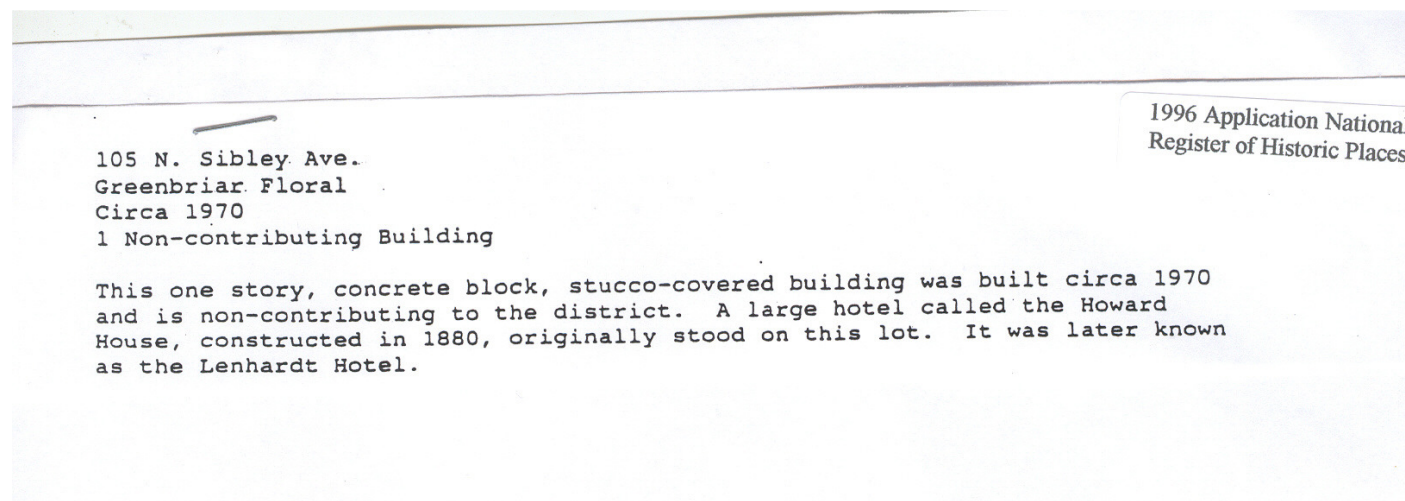 1996 Application National
Register of Historic Places
105 N. Sibley Ave.
Greenbriar Floral
Circa 1970
1 Non-contributing Building
This one story, concrete block, stucco-covered building was built circa 1970
and is non-contributing to the district.  A large hotel called the Howard
House, constructed in 1880, originally stood on this lot.  It was later known
as the Lenhardt Hotel.